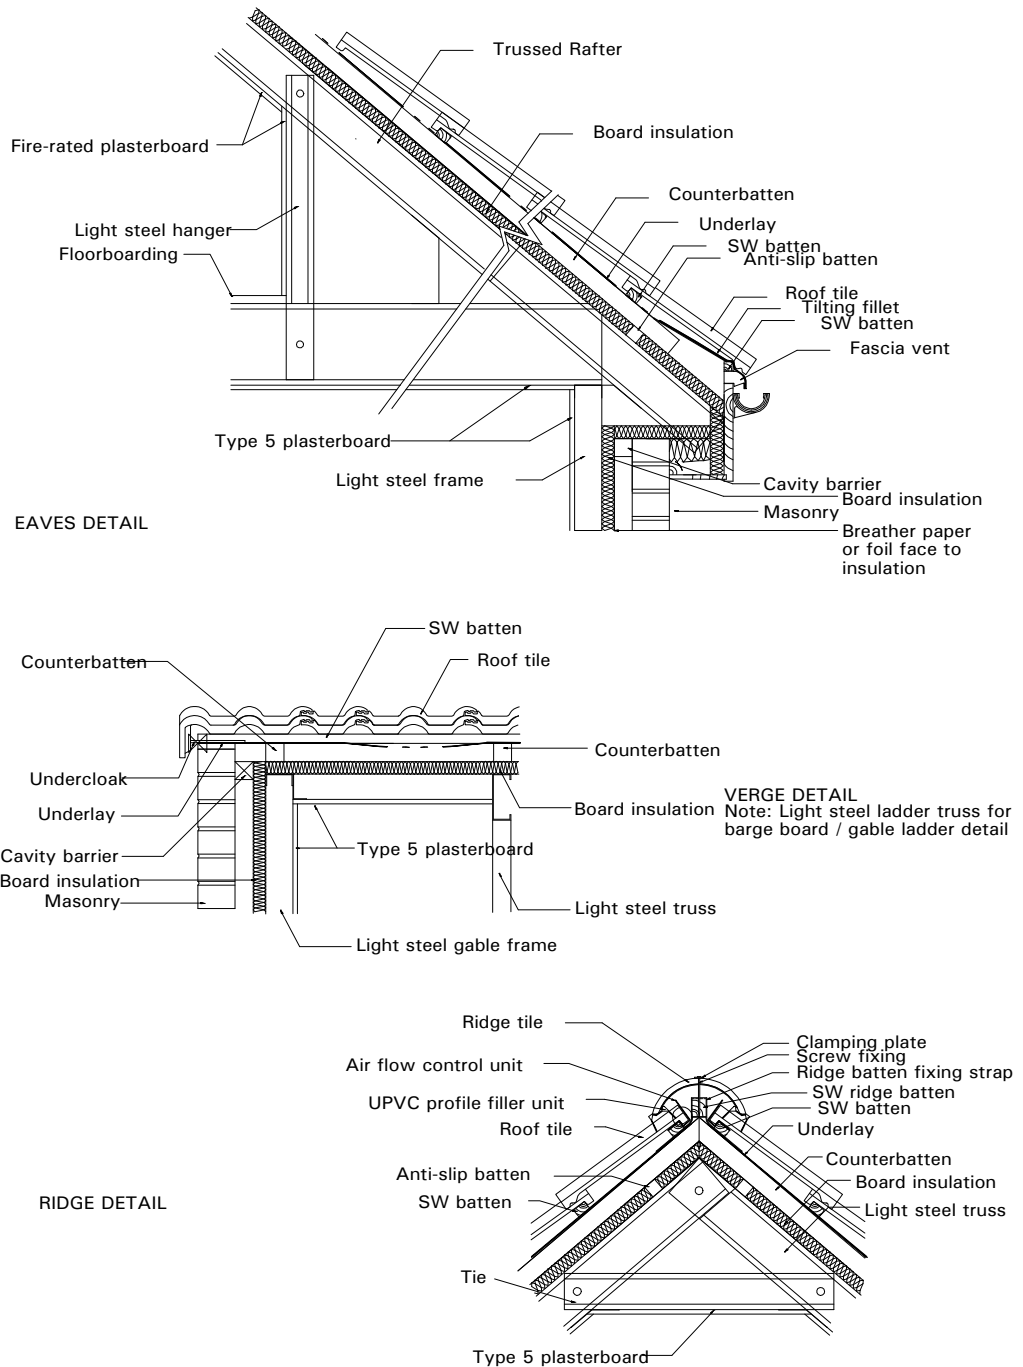 Trussed Rafter
Board insulation
Fire-rated plasterboard
Counterbatten
Underlay
Light steel hanger
SW batten
Floorboarding
Anti-slip batten
Roof tile
Tilting fillet
SW batten
Fascia vent
Type 5 plasterboard
Light steel frame
Cavity barrier
Board insulation
Masonry
EAVES DETAIL
Breather paper
or foil face to
insulation
SW batten
Counterbatten
Roof tile
Counterbatten
Undercloak
Board insulation
VERGE DETAIL
Note: Light steel ladder truss for
barge board / gable ladder detail
Underlay
Type 5 plasterboard
Cavity barrier
Board insulation
Masonry
Light steel truss
Light steel gable frame
Ridge tile
Clamping plate
Screw fixing
Air flow control unit
Ridge batten fixing strap
SW ridge batten
UPVC profile filler unit
SW batten
Roof tile
Underlay
Counterbatten
Anti-slip batten
Board insulation
SW batten
RIDGE DETAIL
Light steel truss
Tie
Type 5 plasterboard